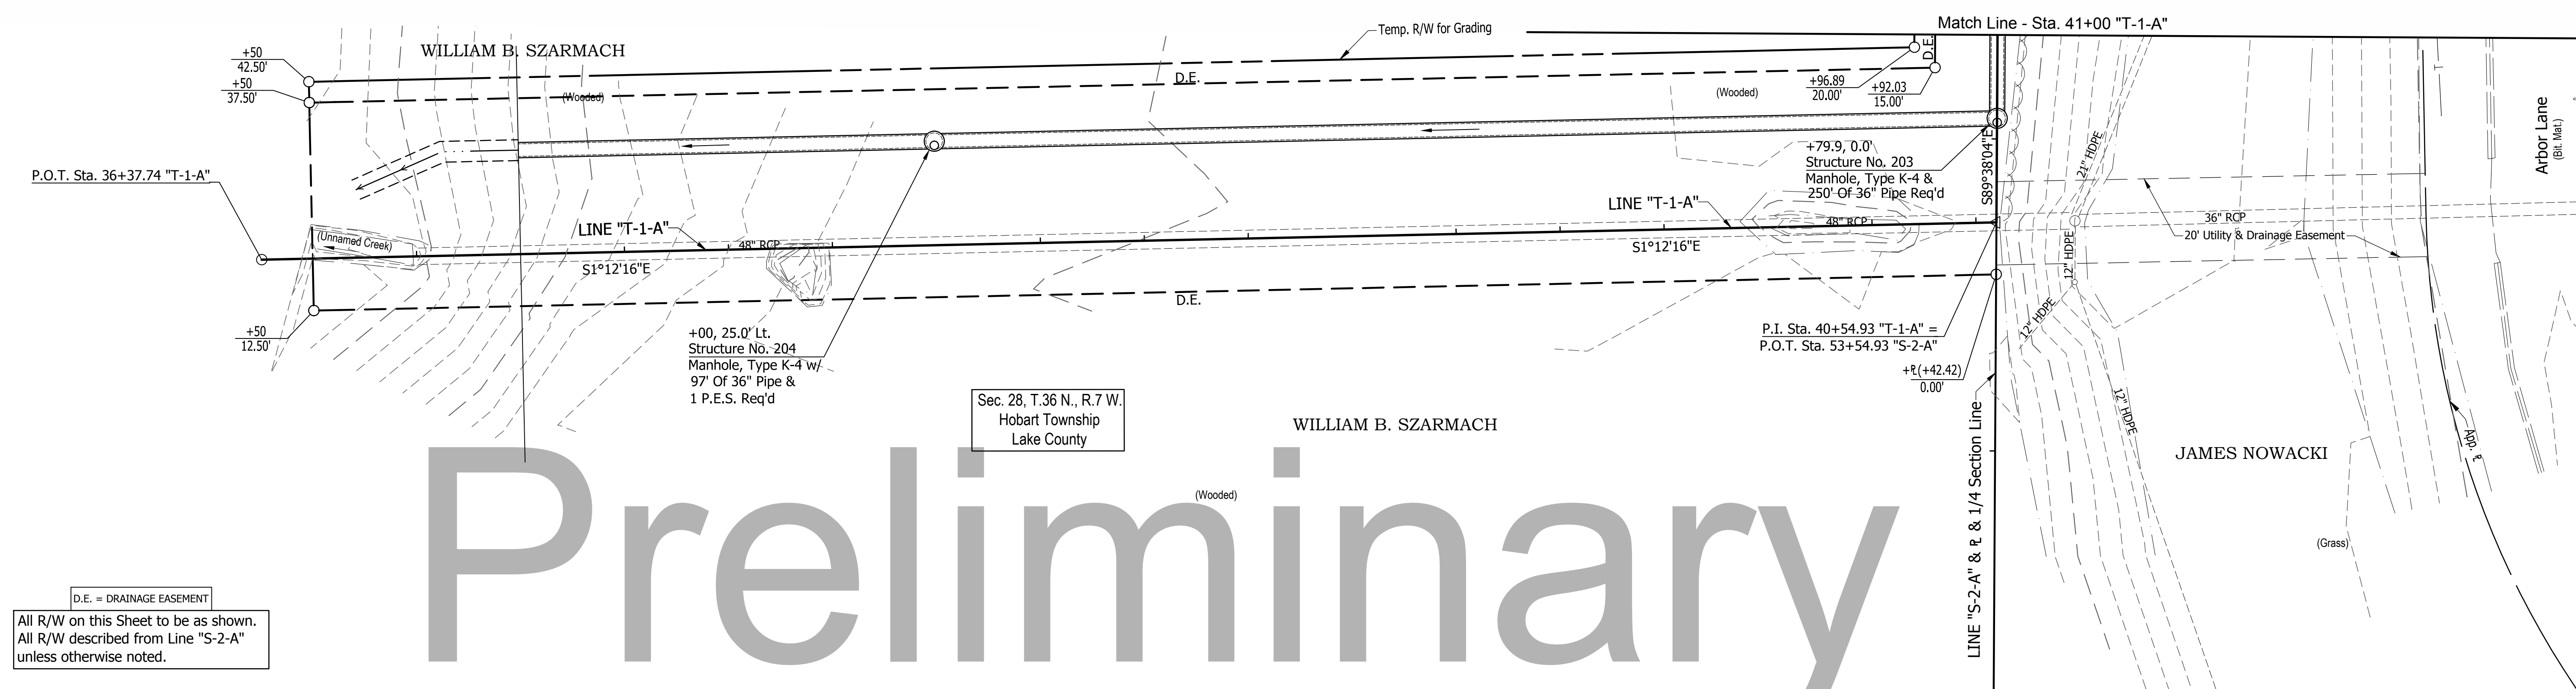 Match Line - Sta. 41+00 "T-1-A"
Temp. R/W for Grading
WILLIAM B. SZARMACH
+50
42.50'
+50
37.50'
D.E.
D.E.
(Wooded)
(Wooded)
+96.89
20.00'
+92.03
15.00'
Arbor Lane
(Bit. Mat.)
T
21" HDPE
S89°38'04"E
+79.9, 0.0'
Structure No. 203
Manhole, Type K-4 &
250' Of 36" Pipe Req'd
P.O.T. Sta. 36+37.74 "T-1-A"
LINE "T-1-A"
LINE "T-1-A"
(Unnamed Creek)
48" RCP
48" RCP
36" RCP
20' Utility & Drainage Easement
S1°12'16"E
S1°12'16"E
12" HDPE
12" HDPE
12" HDPE
D.E.
+50
12.50'
+00, 25.0' Lt.
Structure No. 204
Manhole, Type K-4 w/
97' Of 36" Pipe &
1 P.E.S. Req'd
P.I. Sta. 40+54.93 "T-1-A" =
P.O.T. Sta. 53+54.93 "S-2-A"
+℄(+42.42)
0.00'
Sec. 28, T.36 N., R.7 W.
Hobart Township
Lake County
WILLIAM B. SZARMACH
JAMES NOWACKI
App. ℄
LINE "S-2-A" & ℄ & 1/4 Section Line
(Wooded)
(Grass)
Preliminary
D.E. = DRAINAGE EASEMENT
All R/W on this Sheet to be as shown.
All R/W described from Line "S-2-A"
unless otherwise noted.